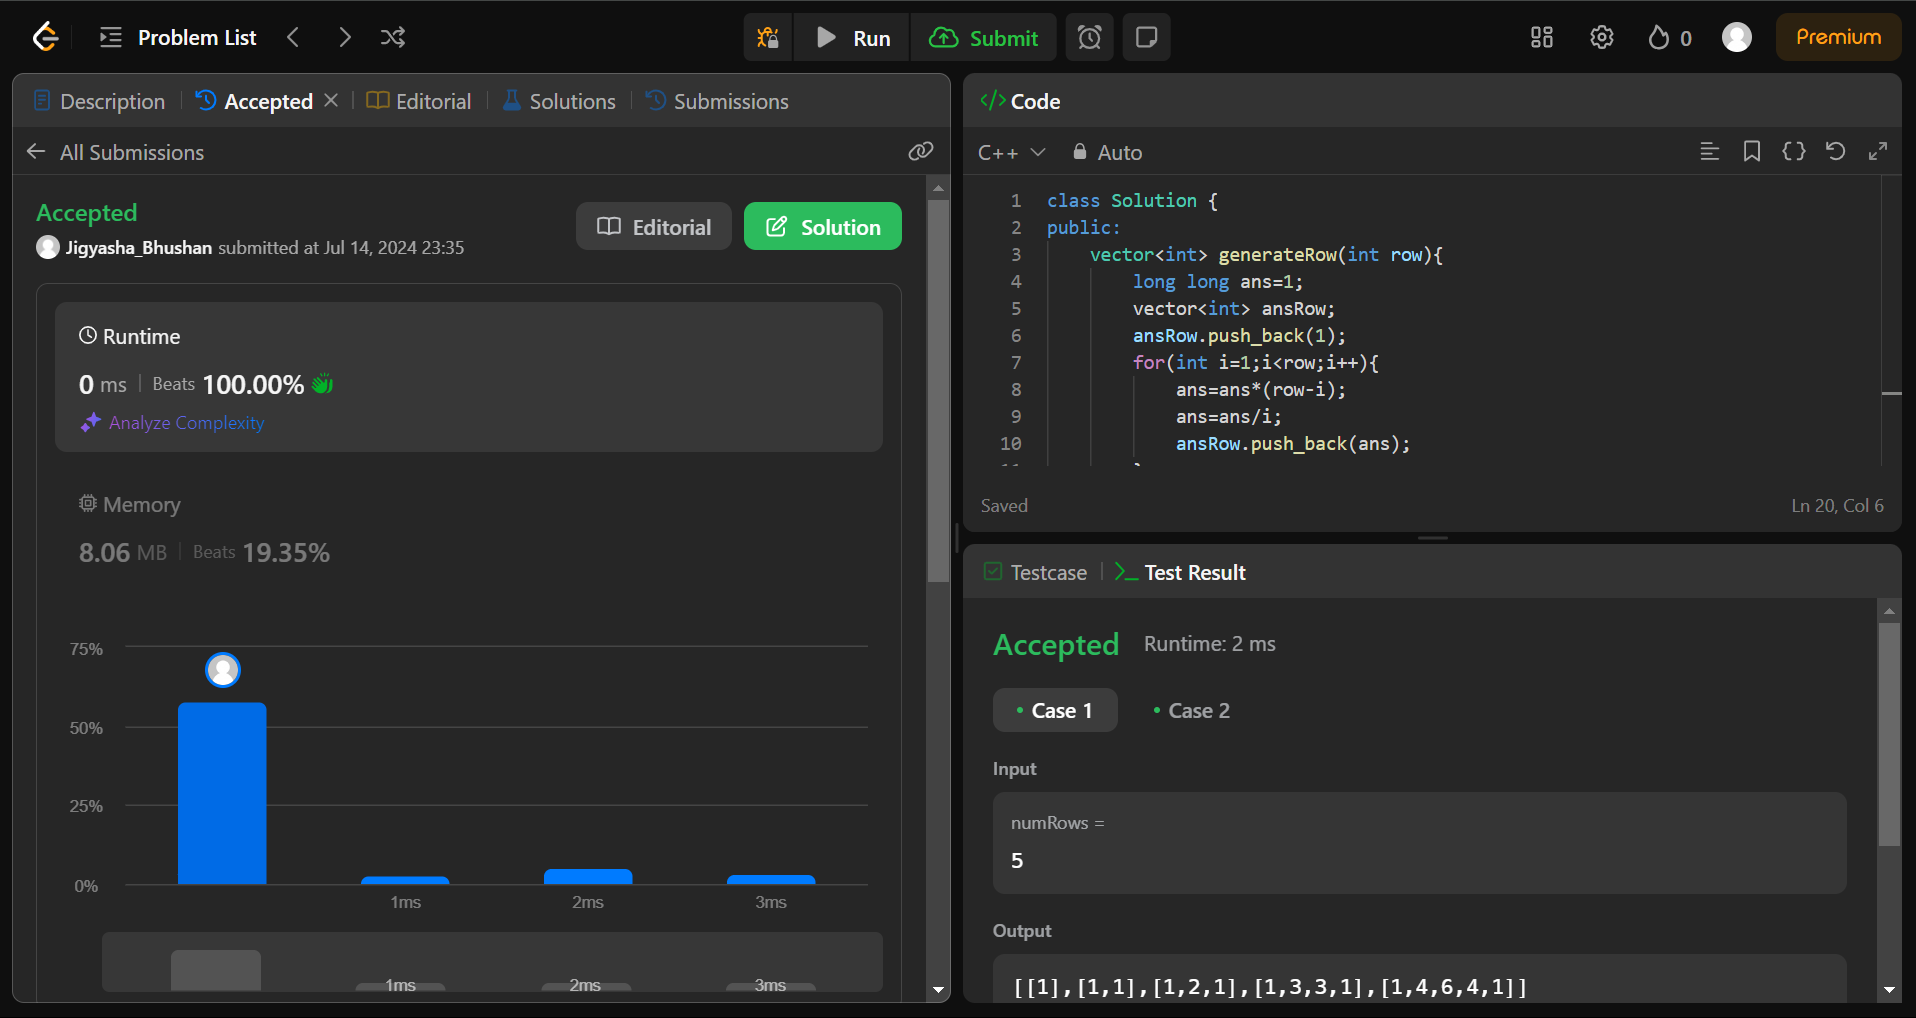 Problem List
Run
Submit
0
Premium
Description
Accepted
Editorial
Solutions
Submissions
All Submissions
Accepted
Jigyasha_Bhushan submitted at Jul 14, 2024 23:35
Editorial
Solution
Runtime
0 ms
Beats 100.00%
Analyze Complexity
Memory
8.06 MB
Beats 19.35%
75%
50%
25%
0%
1ms
2ms
3ms
1ms
2ms
3ms
</> Code
C++
Auto
1 class Solution {
2 public:
3 vector<int> generateRow(int row){
4 long long ans=1;
5 vector<int> ansRow;
6 ansRow.push_back(1);
7 for(int i=1;i<row;i++){
8 ans=ans*(row-i);
9 ans=ans/i;
10 ansRow.push_back(ans);
Saved
Ln 20, Col 6
Testcase
Test Result
Accepted
Runtime: 2 ms
Case 1
Case 2
Input
numRows =
5
Output
[[1],[1,1],[1,2,1],[1,3,3,1],[1,4,6,4,1]]